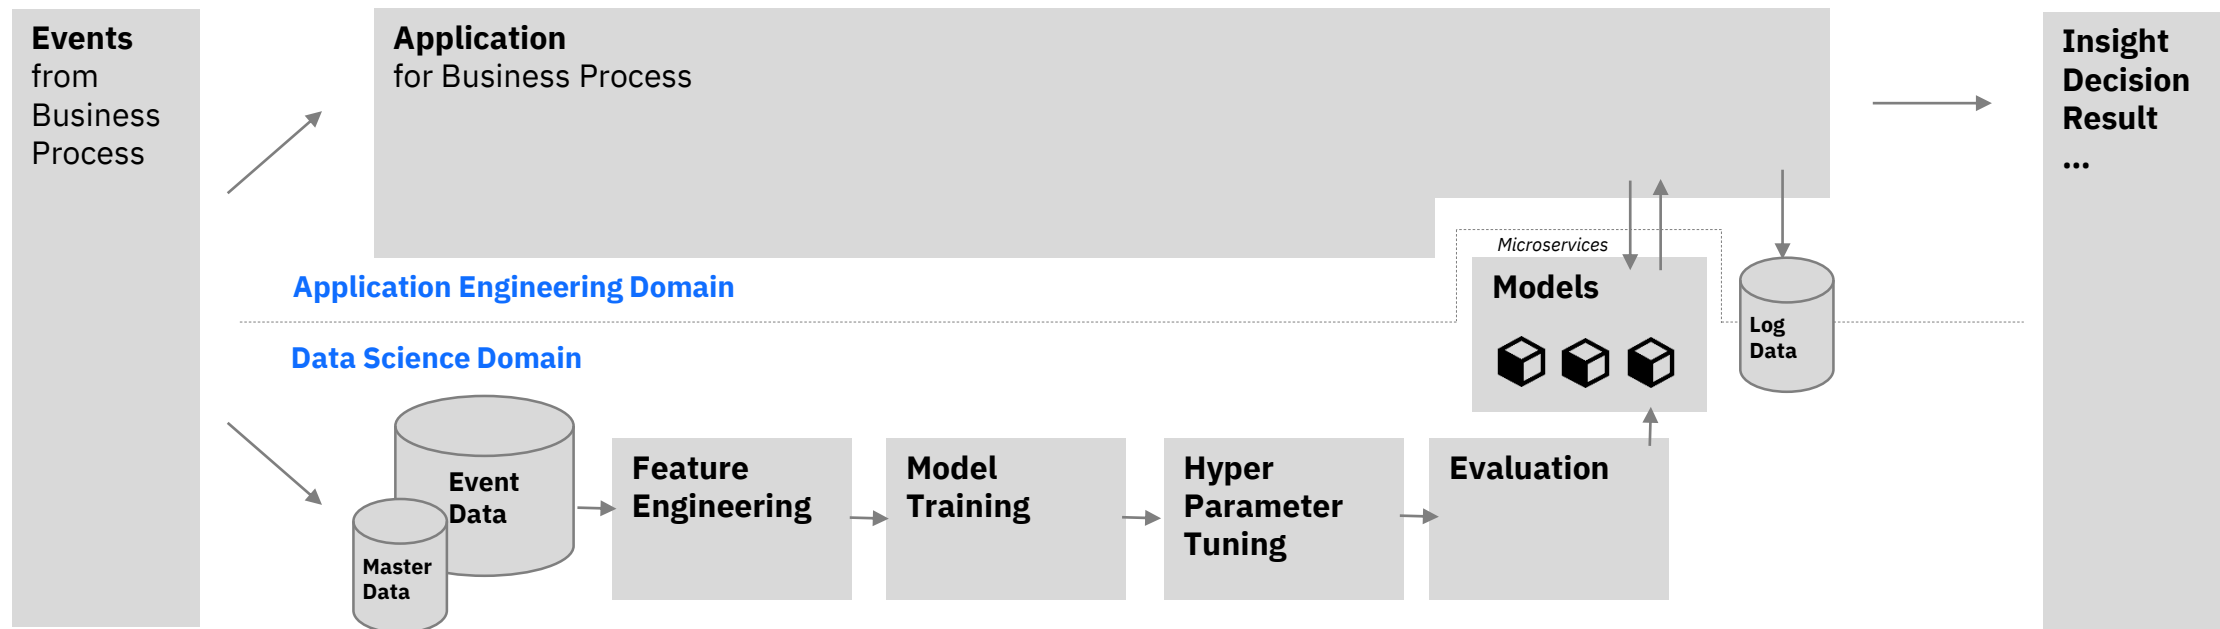 Events
from
Business
Process
Application
for Business Process
Insight
Decision
Result
...
Microservices
Models
Application Engineering Domain
Log
Data
Data Science Domain
Event
Data
Master
Data
Feature
Engineering
Model
Training
Hyper
Parameter
Tuning
Evaluation